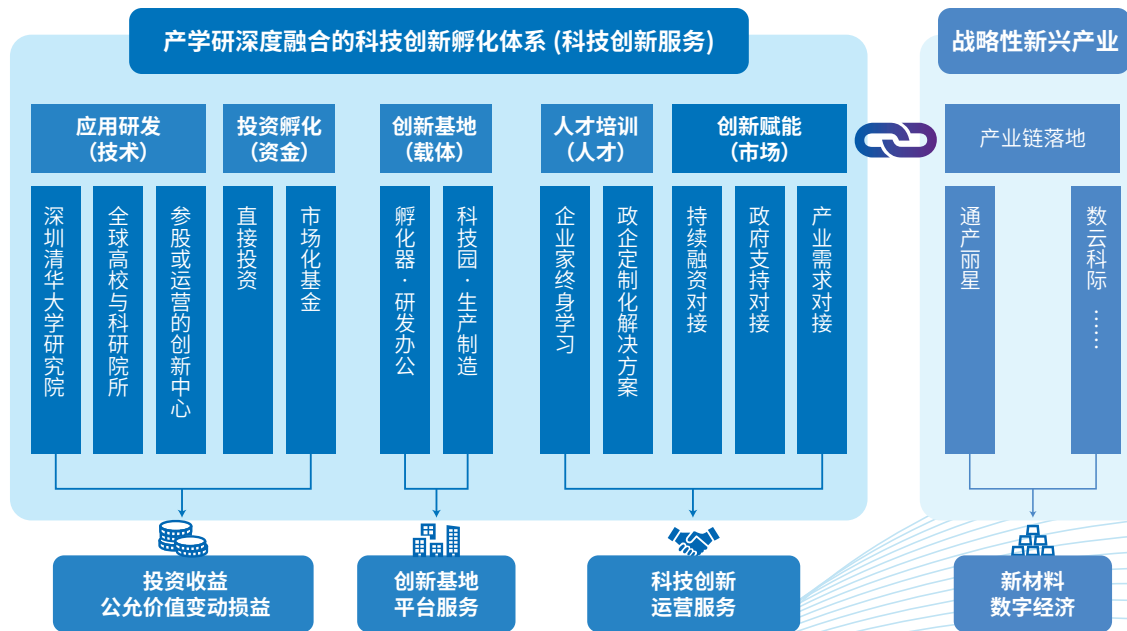 产学研深度融合的科技创新孵化体系 (科技创新服务)
战略性新兴产业
应用研发
（技术）
投资孵化
（资金）
创新基地
（载体）
人才培训
（人才）
创新赋能
（市场）
产业链落地
深圳清华大学研究院
全球高校与科研院所
参股或运营的创新中心
直接投资
市场化基金
孵化器·研发办公
科技园·生产制造
企业家终身学习
政企定制化解决方案
持续融资对接
政府支持对接
产业需求对接
通产丽星
数云科际……
投资收益
公允价值变动损益
创新基地
平台服务
科技创新
运营服务
新材料
数字经济